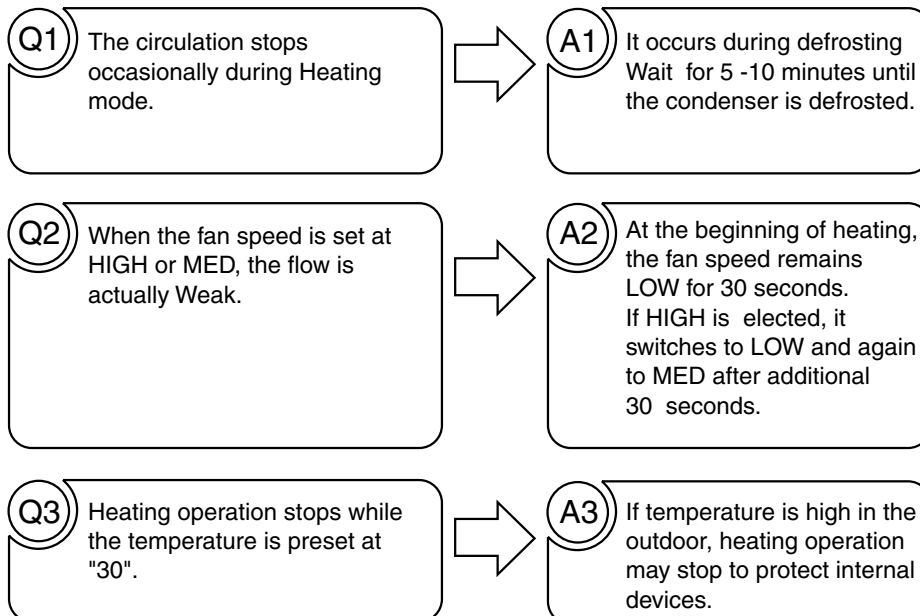 Q1
The circulation stops
occasionally during Heating
mode.
A1
It occurs during defrosting
Wait for 5 -10 minutes until
the condenser is defrosted.
Q2
When the fan speed is set at
HIGH or MED, the flow is
actually Weak.
A2
At the beginning of heating,
the fan speed remains
LOW for 30 seconds.
If HIGH is elected, it
switches to LOW and again
to MED after additional
30 seconds.
Q3
Heating operation stops while
the temperature is preset at
"30".
A3
If temperature is high in the
outdoor, heating operation
may stop to protect internal
devices.